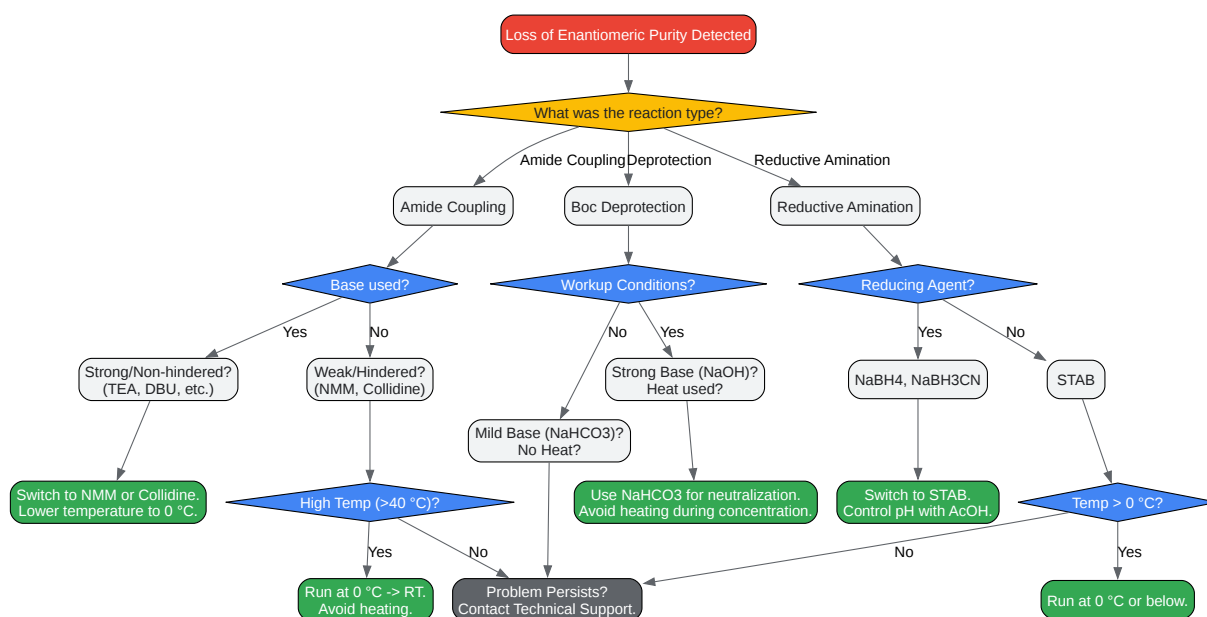 Loss of Enantiomeric Purity Detected
What was the reaction type?
Amide Coupling
Deprotection
Reductive Amination
Amide Coupling
Boc Deprotection
Reductive Amination
Base used?
Workup Conditions?
Reducing Agent?
Yes
No
No
Yes
Yes
No
Strong/Non-hindered?
(TEA, DBU, etc.)
Weak/Hindered?
(NMM, Collidine)
Strong Base (NaOH)?
Heat used?
NaBH4, NaBH3CN
STAB
Mild Base (NaHCO3)?
No Heat?
Switch to NMM or Collidine.
Lower temperature to 0 °C.
High Temp (>40 °C)?
Use NaHCO3 for neutralization.
Avoid heating during concentration.
Switch to STAB.
Control pH with AcOH.
Temp > 0 °C?
Yes
No
No
Yes
Run at 0 °C -> RT.
Avoid heating.
Problem Persists?
Contact Technical Support.
Run at 0 °C or below.